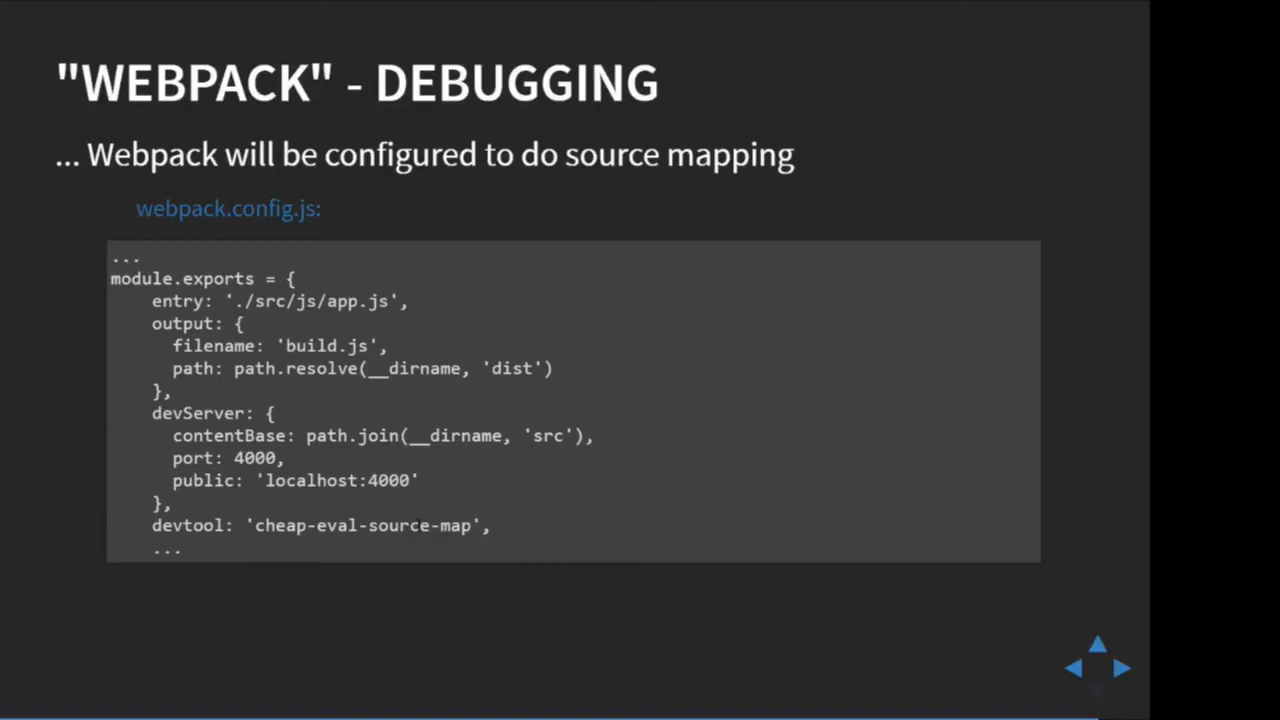 "WEBPACK" - DEBUGGING
... Webpack will be configured to do source mapping
webpack.config.js:
...
module.exports = {
    entry: './src/js/app.js',
    output: {
      filename: 'build.js',
      path: path.resolve(__dirname, 'dist')
    },
    devServer: {
      contentBase: path.join(__dirname, 'src'),
      port: 4000,
      public: 'localhost:4000'
    },
    devtool: 'cheap-eval-source-map',
    ...